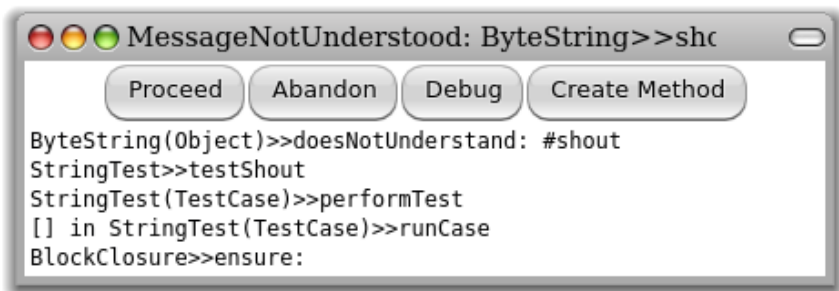 MessageNotUnderstood: ByteString>>shc
Proceed Abandon Debug Create Method
ByteString(Object)>>doesNotUnderstand: #shout
StringTest>>testShout
StringTest(TestCase)>>performTest
[] in StringTest(TestCase)>>runCase
BlockClosure>>ensure: